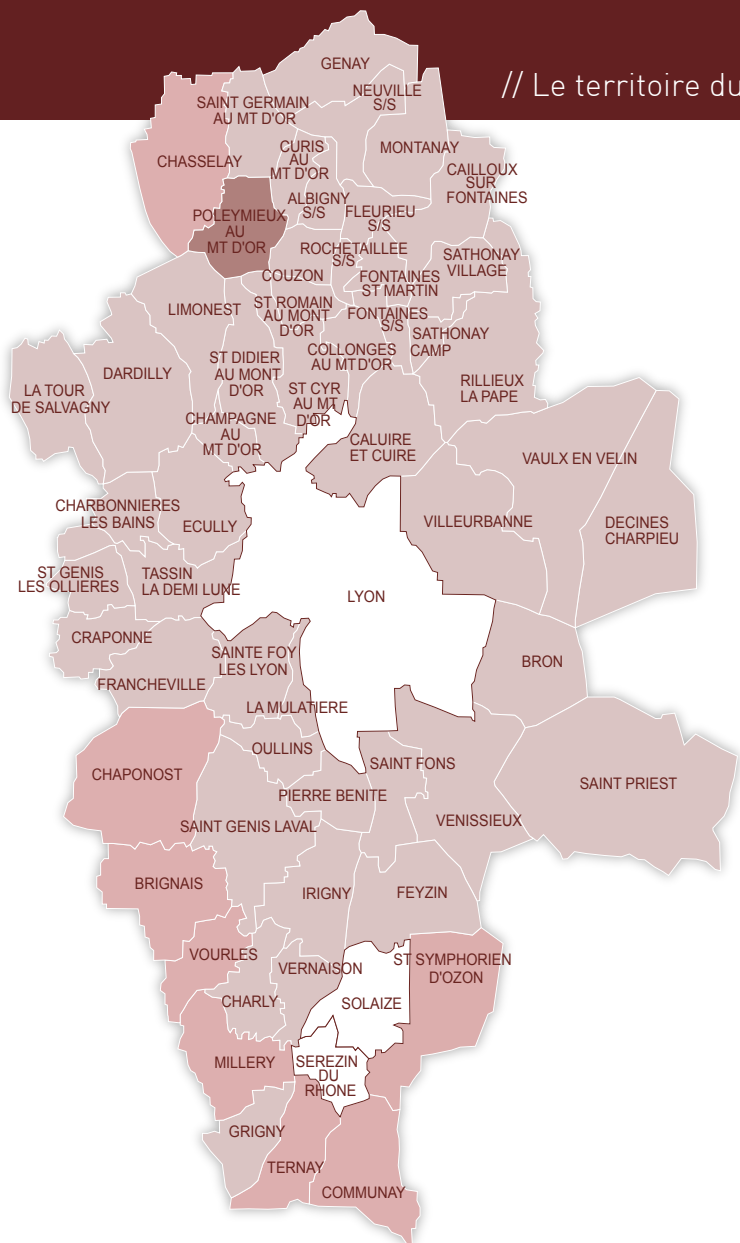 // Le territoire du
GENAY
NEUVILLE
S/S
SAINT GERMAIN
AU MT D'OR
CURIS
AU
MT D'OR
MONTANAY
CHASSELAY
CAILLOUX
SUR
FONTAINES
ALBIGNY
S/S
FLEURIEU
S/S
POLEYMIEUX
AU
MT D'OR
ROCHETAILLEE
S/S
SATHONAY
VILLAGE
COUZON
FONTAINES
ST MARTIN
LIMONEST
ST ROMAIN
AU MONT
D'OR
FONTAINES
S/S
SATHONAY
CAMP
ST DIDIER
AU MONT
D'OR
COLLONGES
AU MT D'OR
DARDILLY
RILLIEUX
LA PAPE
LA TOUR
DE SALVAGNY
ST CYR
AU MT
D'OR
CHAMPAGNE
AU
MT D'OR
CALUIRE
ET CUIRE
VAULX EN VELIN
CHARBONNIERES
LES BAINS
ECULLY
VILLEURBANNE
DECINES
CHARPIEU
ST GENIS
LES OLLIERES
TASSIN
LA DEMI LUNE
LYON
CRAPONNE
SAINTE FOY
LES LYON
BRON
FRANCHEVILLE
LA MULATIERE
OULLINS
SAINT FONS
CHAPONOST
SAINT PRIEST
PIERRE BENITE
SAINT GENIS LAVAL
VENISSIEUX
BRIGNAIS
IRIGNY
FEYZIN
VOURLES
VERNAISON
ST SYMPHORIEN
D'OZON
CHARLY
SOLAIZE
MILLERY
SEREZIN
DU
RHONE
GRIGNY
TERNAY
COMMUNAY